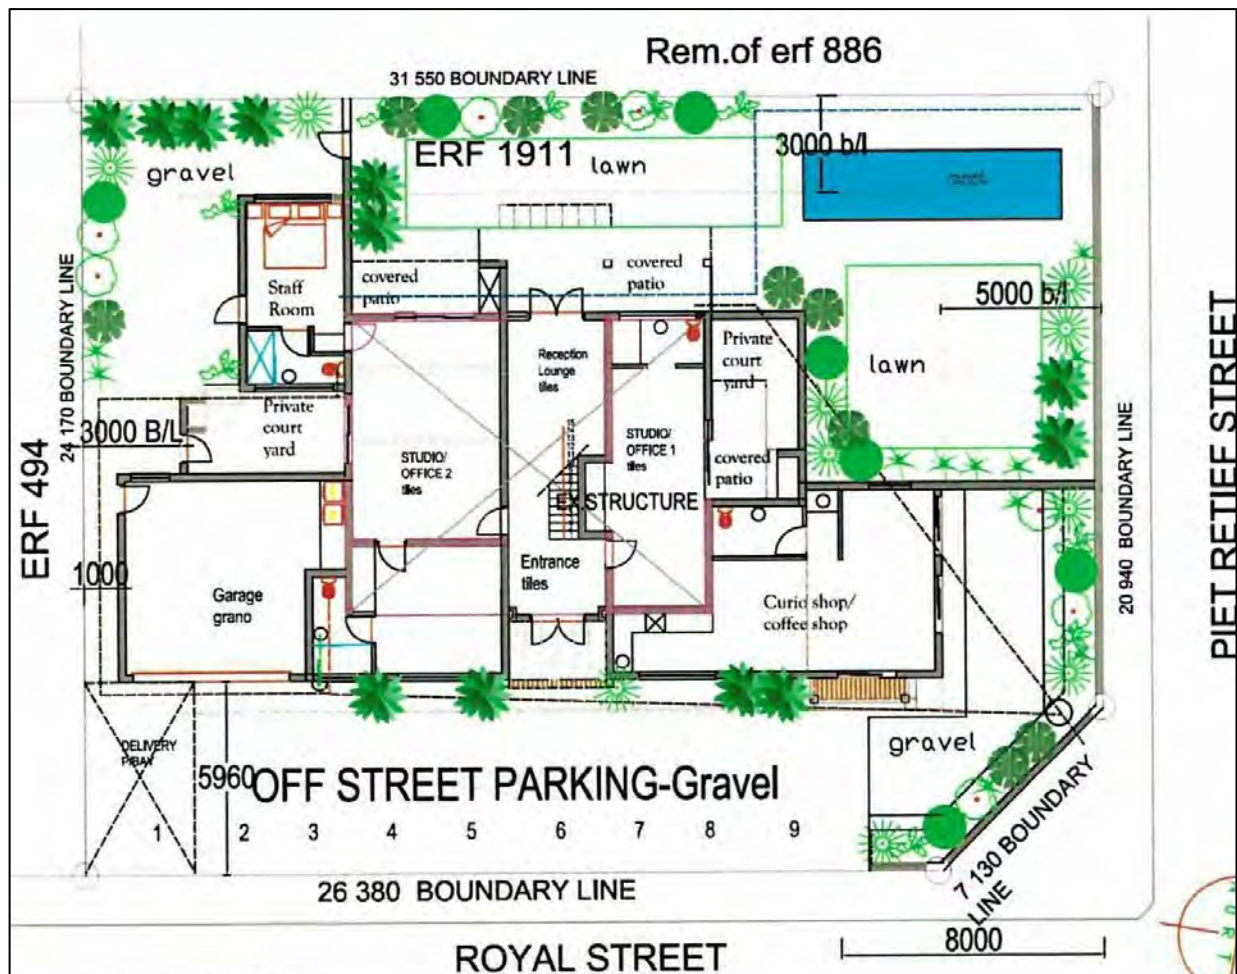 Rem.of erf 886
31 550 BOUNDARY LINE
ERF 1911
lawn
3000 b/l
gravel
24 170 BOUNDARY LINE
Staff
Room
covered
patio
covered
patio
5000 b/l
PIET RETIEF STREET
Reception
Lounge
tiles
Private
court
yard
lawn
3000 B/L
Private
court
yard
ERF 494
STUDIO/
OFFICE 2
tiles
STUDIO/
OFFICE 1
tiles
covered
patio
EX.STRUCTURE
20 940 BOUNDARY LINE
1000
Garage
grano
Entrance
tiles
Curio shop/
coffee shop
DELIVERY
P/BAY
5960
OFF STREET PARKING-Gravel
gravel
1 2 3 4 5 6 7 8 9
7 130 BOUNDARY
LINE
26 380 BOUNDARY LINE
ROYAL STREET
8000